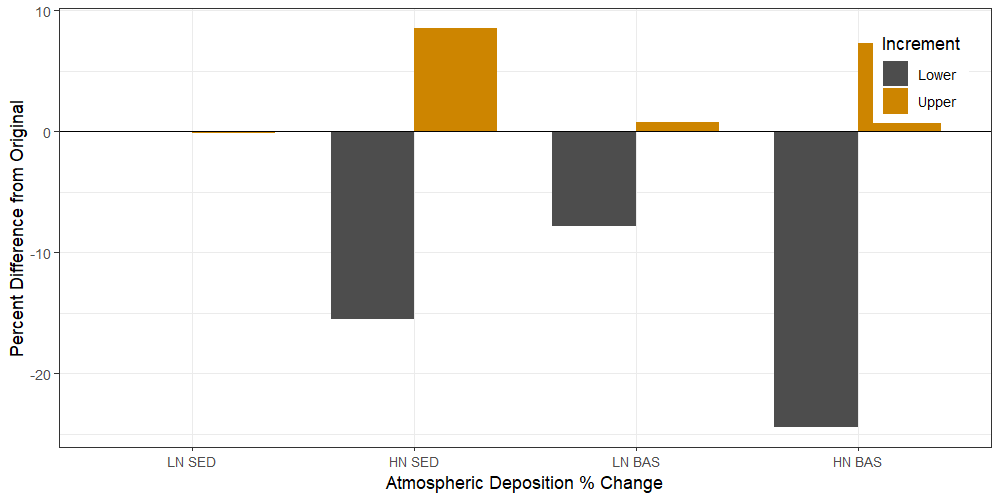 Percent Difference from Original
10
0
-10
-20
Increment
Lower
Upper
LN SED
HN SED
LN BAS
HN BAS
Atmospheric Deposition % Change